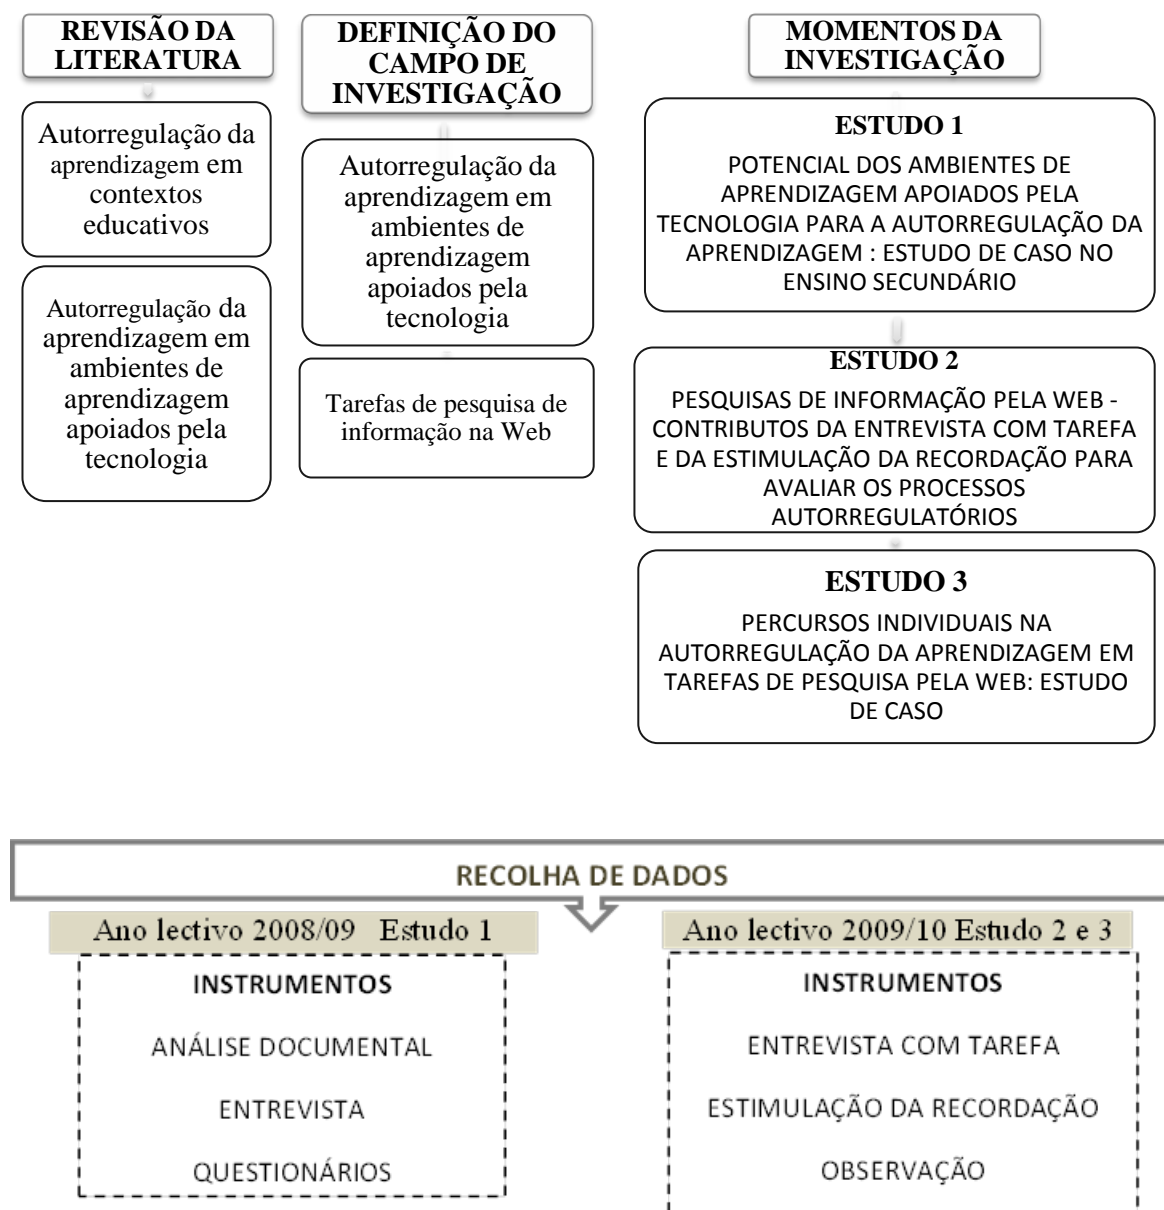 REVISÃO DA
LITERATURA
Autorregulação da
aprendizagem em
contextos
educativos
Autorregulação da
aprendizagem em
ambientes de
aprendizagem
apoiados pela
tecnologia
DEFINIÇÃO DO
CAMPO DE
INVESTIGAÇÃO
Autorregulação da
aprendizagem em
ambientes de
aprendizagem
apoiados pela
tecnologia
Tarefas de pesquisa de
informação na Web
MOMENTOS DA
INVESTIGAÇÃO
ESTUDO 1
POTENCIAL DOS AMBIENTES DE
APRENDIZAGEM APOIADOS PELA
TECNOLOGIA PARA A AUTORREGULAÇÃO DA
APRENDIZAGEM : ESTUDO DE CASO NO
ENSINO SECUNDÁRIO
ESTUDO 2
PESQUISAS DE INFORMAÇÃO PELA WEB -
CONTRIBUTOS DA ENTREVISTA COM TAREFA
E DA ESTIMULAÇÃO DA RECORDAÇÃO PARA
AVALIAR OS PROCESSOS
AUTORREGULATÓRIOS
ESTUDO 3
PERCURSOS INDIVIDUAIS NA
AUTORREGULAÇÃO DA APRENDIZAGEM EM
TAREFAS DE PESQUISA PELA WEB: ESTUDO
DE CASO
RECOLHA DE DADOS
Ano lectivo 2008/09 Estudo 1
INSTRUMENTOS
ANÁLISE DOCUMENTAL
ENTREVISTA
QUESTIONÁRIOS
Ano lectivo 2009/10 Estudo 2 e 3
INSTRUMENTOS
ENTREVISTA COM TAREFA
ESTIMULAÇÃO DA RECORDAÇÃO
OBSERVAÇÃO